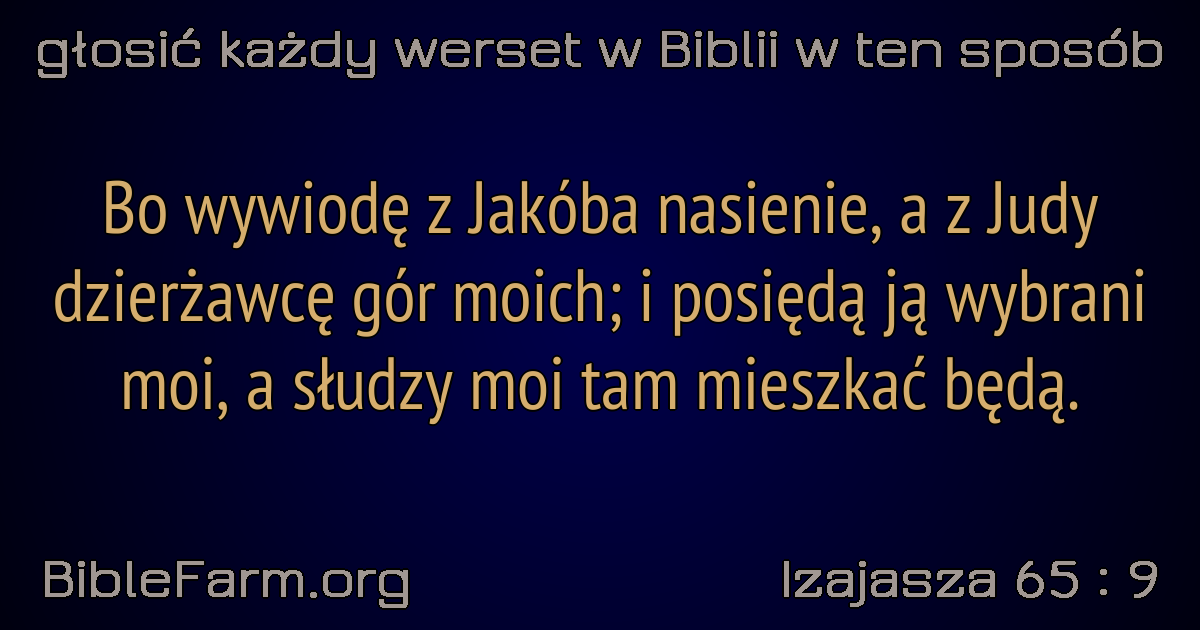 głosić każdy werset w Biblii w ten sposób
Bo wywiodę z Jakóba nasienie, a z Judy
dzierżawcę gór moich; i posiędą ją wybrani
moi, a słudzy moi tam mieszkać będą.
BibleFarm.org
Izajasza 65 : 9